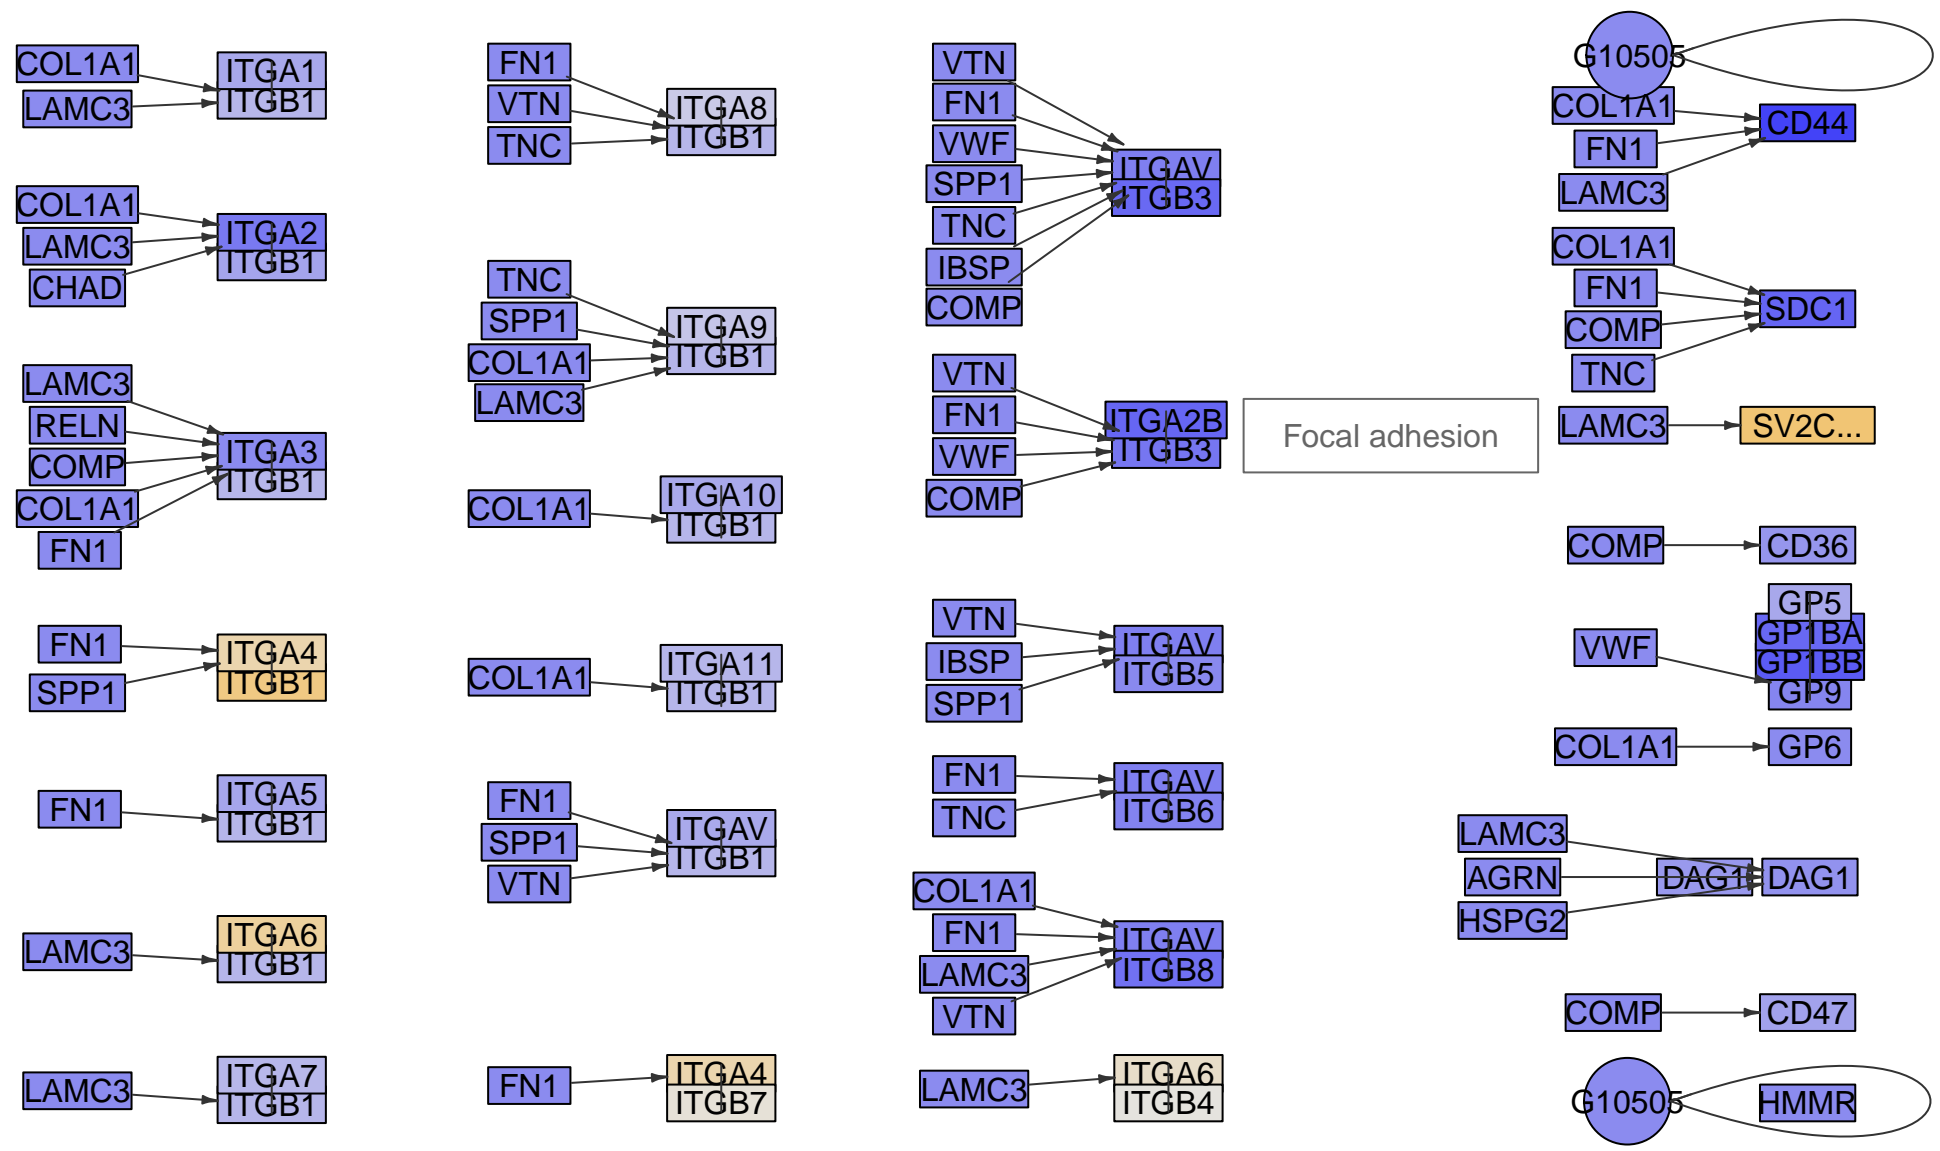 COL1A1
LAMC3
ITGA1
ITGB1
COL1A1
LAMC3
CHAD
ITGA2
ITGB1
LAMC3
RELN
COMP
COL1A1
FN1
ITGA3
ITGB1
FN1
SPP1
ITGA4
ITGB1
FN1
ITGA5
ITGB1
LAMC3
ITGA6
ITGB1
LAMC3
ITGA7
ITGB1
FN1
VTN
TNC
ITGA8
ITGB1
TNC
SPP1
COL1A1
LAMC3
ITGA9
ITGB1
COL1A1
ITGA10
ITGB1
COL1A1
ITGA11
ITGB1
FN1
SPP1
VTN
ITGAV
ITGB1
FN1
ITGA4
ITGB7
VTN
FN1
VWF
SPP1
TNC
IBSP
COMP
ITGAV
ITGB3
VTN
FN1
VWF
COMP
ITGA2B
ITGB3
VTN
IBSP
SPP1
ITGAV
ITGB5
FN1
TNC
ITGAV
ITGB6
COL1A1
FN1
LAMC3
VTN
ITGAV
ITGB8
LAMC3
ITGA6
ITGB4
Focal adhesion
G10505
COL1A1
FN1
LAMC3
CD44
COL1A1
FN1
COMP
TNC
SDC1
LAMC3
SV2C...
COMP
CD36
VWF
GP5
GP1BA
GP1BB
GP9
COL1A1
GP6
LAMC3
AGRN
HSPG2
DAG1
DAG1
COMP
CD47
G10505
HMMR